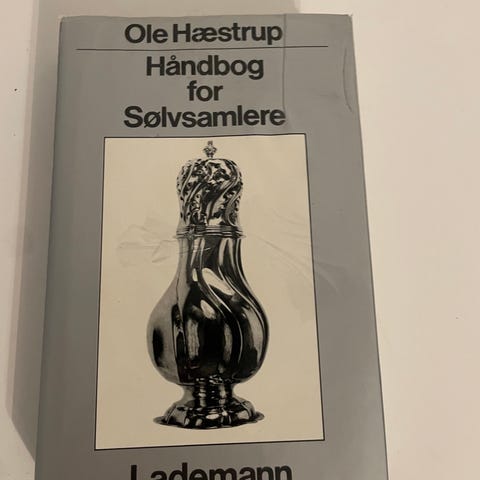 Ole Hæstrup
Håndbog
for
Sølvsamlere
Lademann